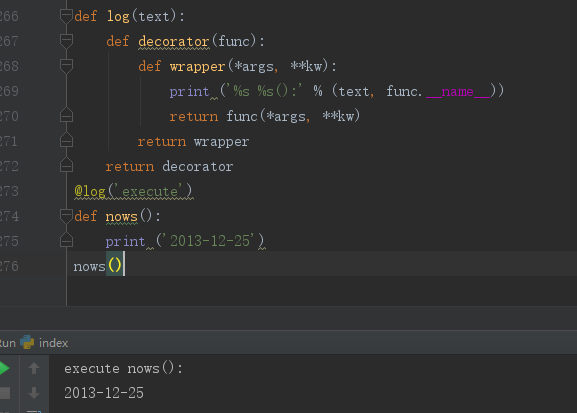 266 def log(text):
267 def decorator(func):
268 def wrapper(*args, **kw):
269 print ('%s %s():' % (text, func.__name__))
270 return func(*args, **kw)
271 return wrapper
272 return decorator
273 @log('execute')
274 def nows():
275 print ('2013-12-25')
276 nows()
Run index
execute nows():
2013-12-25